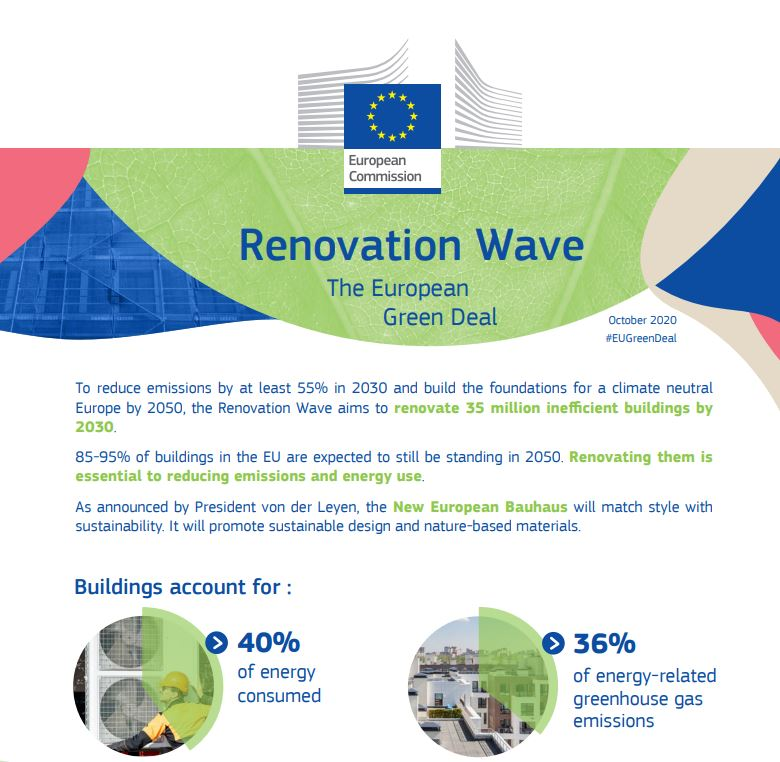 European
Commission
Renovation Wave
The European
Green Deal
October 2020
#EUGreenDeal
To reduce emissions by at least 55% in 2030 and build the foundations for a climate neutral
Europe by 2050, the Renovation Wave aims to renovate 35 million inefficient buildings by
2030.
85-95% of buildings in the EU are expected to still be standing in 2050. Renovating them is
essential to reducing emissions and energy use.
As announced by President von der Leyen, the New European Bauhaus will match style with
sustainability. It will promote sustainable design and nature-based materials.
Buildings account for :
40%
of energy
consumed
36%
of energy-related
greenhouse gas
emissions